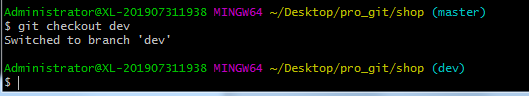 Administrator@XL-201907311938 MINGW64 ~/Desktop/pro_git/shop (master)
$ git checkout dev
Switched to branch 'dev'
Administrator@XL-201907311938 MINGW64 ~/Desktop/pro_git/shop (dev)
$